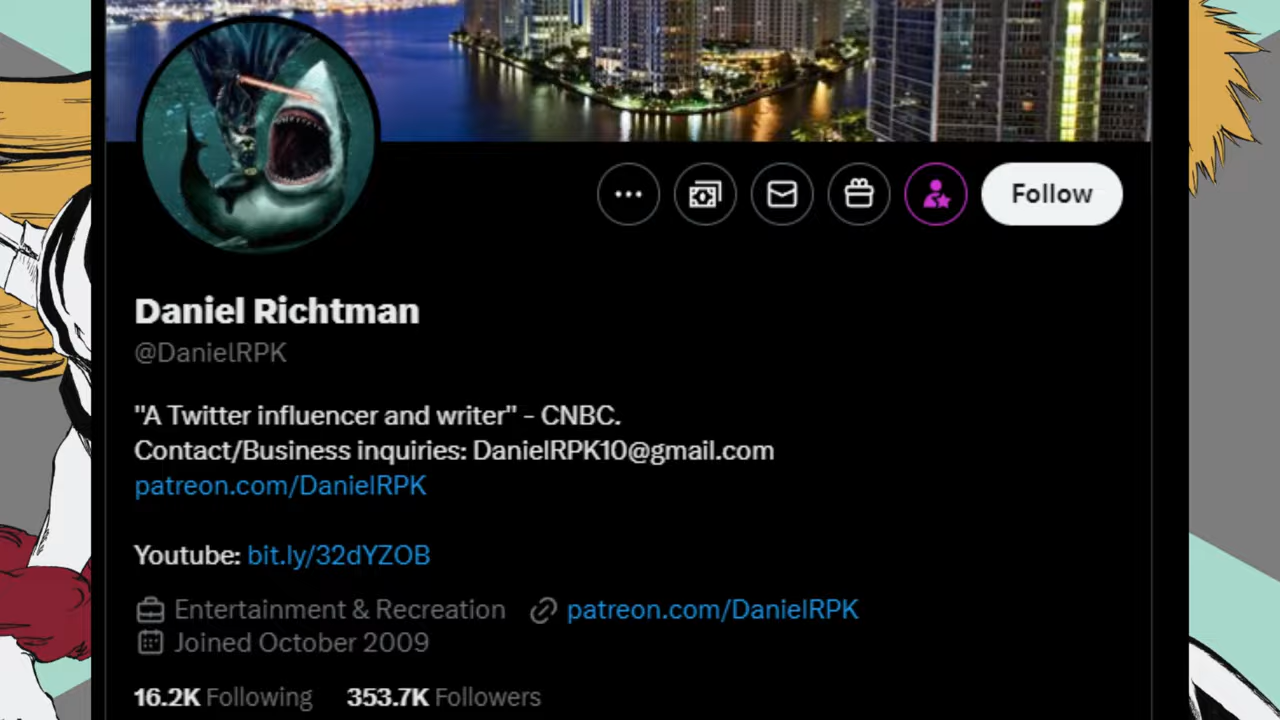 Follow
Daniel Richtman
@DanielRPK
"A Twitter influencer and writer" - CNBC.
Contact/Business inquiries: DanielRPK10@gmail.com
patreon.com/DanielRPK
Youtube: bit.ly/32dYZOB
Entertainment & Recreation patreon.com/DanielRPK
Joined October 2009
16.2K Following 353.7K Followers